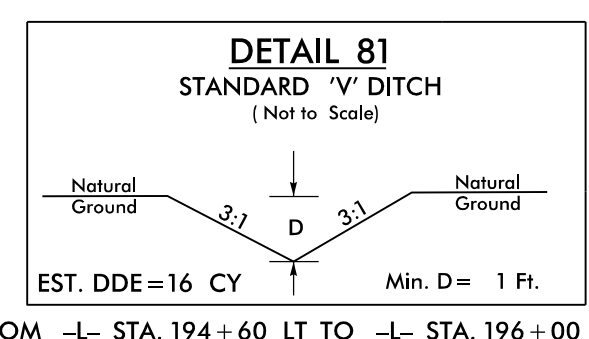 DETAIL 81
STANDARD 'V' DITCH
( Not to Scale)
Natural
Ground
3:1
D
3:1
Natural
Ground
EST. DDE=16 CY
Min. D= 1 Ft.
OM -L- STA. 194+60 LT TO -L- STA. 196+00